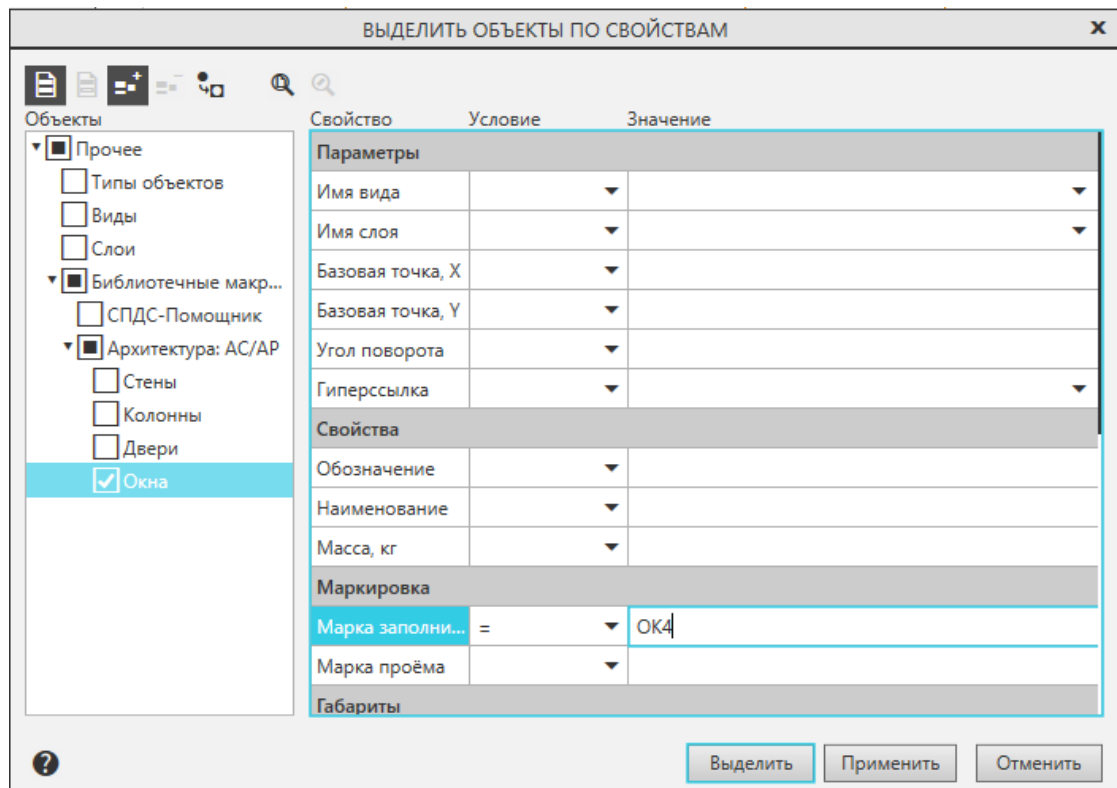 ВЫДЕЛИТЬ ОБЪЕКТЫ ПО СВОЙСТВАМ
Объекты
Свойство Условие Значение
Прочее
Типы объектов
Виды
Слои
Библиотечные макр...
СПДС-Помощник
Архитектура: АС/АР
Стены
Колонны
Двери
Окна
Параметры
Имя вида
Имя слоя
Базовая точка, X
Базовая точка, Y
Угол поворота
Гиперссылка
Свойства
Обозначение
Наименование
Масса, кг
Маркировка
Марка заполни... = ОК4
Марка проёма
Габариты
Выделить Применить Отменить